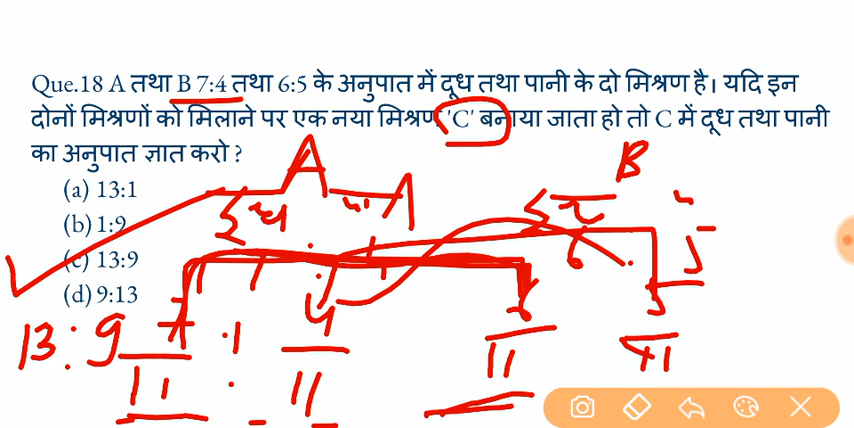 Que.18 A तथा B 7:4 तथा 6:5 के अनुपात में दूध तथा पानी के दो मिश्रण है। यदि इन
दोनों मिश्रणों को मिलाने पर एक नया मिश्रण 'C' बनाया जाता हो तो C में दूध तथा पानी
का अनुपात ज्ञात करो ?
A B
(a) 13:1
(b) 1:9
(c) 13:9
(d) 9:13
7 : 4 6 5
13 : 9
11 : 11 11 11